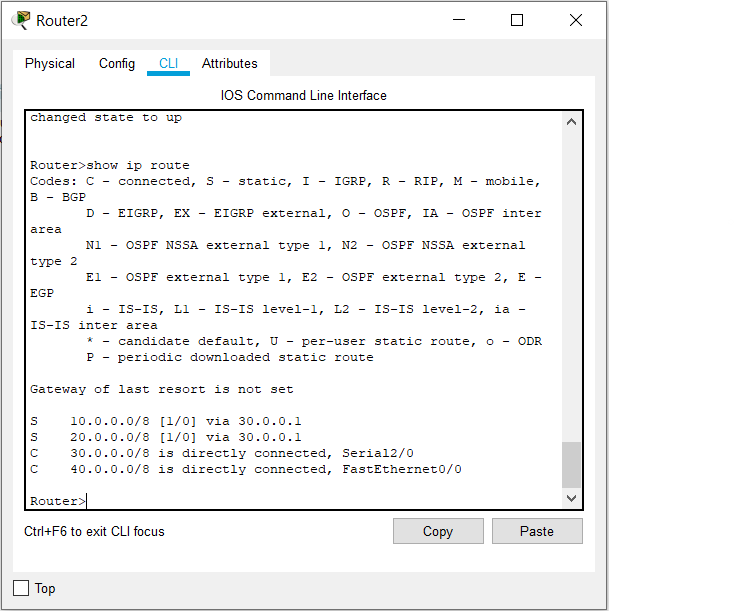 Router2
Physical Config CLI Attributes
IOS Command Line Interface
changed state to up
Router>show ip route
Codes: C - connected, S - static, I - IGRP, R - RIP, M - mobile,
B - BGP
       D - EIGRP, EX - EIGRP external, O - OSPF, IA - OSPF inter
area
       N1 - OSPF NSSA external type 1, N2 - OSPF NSSA external
type 2
       E1 - OSPF external type 1, E2 - OSPF external type 2, E -
EGP
       i - IS-IS, L1 - IS-IS level-1, L2 - IS-IS level-2, ia -
IS-IS inter area
       * - candidate default, U - per-user static route, o - ODR
       P - periodic downloaded static route
Gateway of last resort is not set
S    10.0.0.0/8 [1/0] via 30.0.0.1
S    20.0.0.0/8 [1/0] via 30.0.0.1
C    30.0.0.0/8 is directly connected, Serial2/0
C    40.0.0.0/8 is directly connected, FastEthernet0/0
Router>
Ctrl+F6 to exit CLI focus
Copy Paste
Top